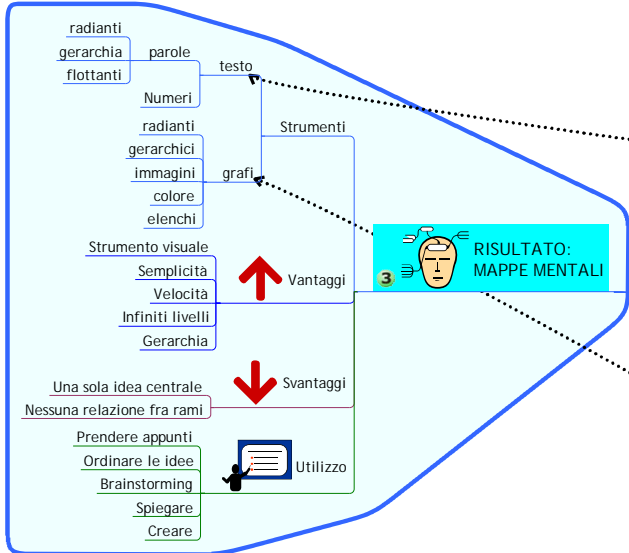 radianti
gerarchia
flottanti
parole
Numeri
testo
radianti
gerarchici
immagini
colore
elenchi
grafi
Strumenti
3
RISULTATO:
MAPPE MENTALI
Strumento visuale
Semplicità
Velocità
Infiniti livelli
Gerarchia
Vantaggi
Una sola idea centrale
Nessuna relazione fra rami
Svantaggi
Prendere appunti
Ordinare le idee
Brainstorming
Spiegare
Creare
Utilizzo